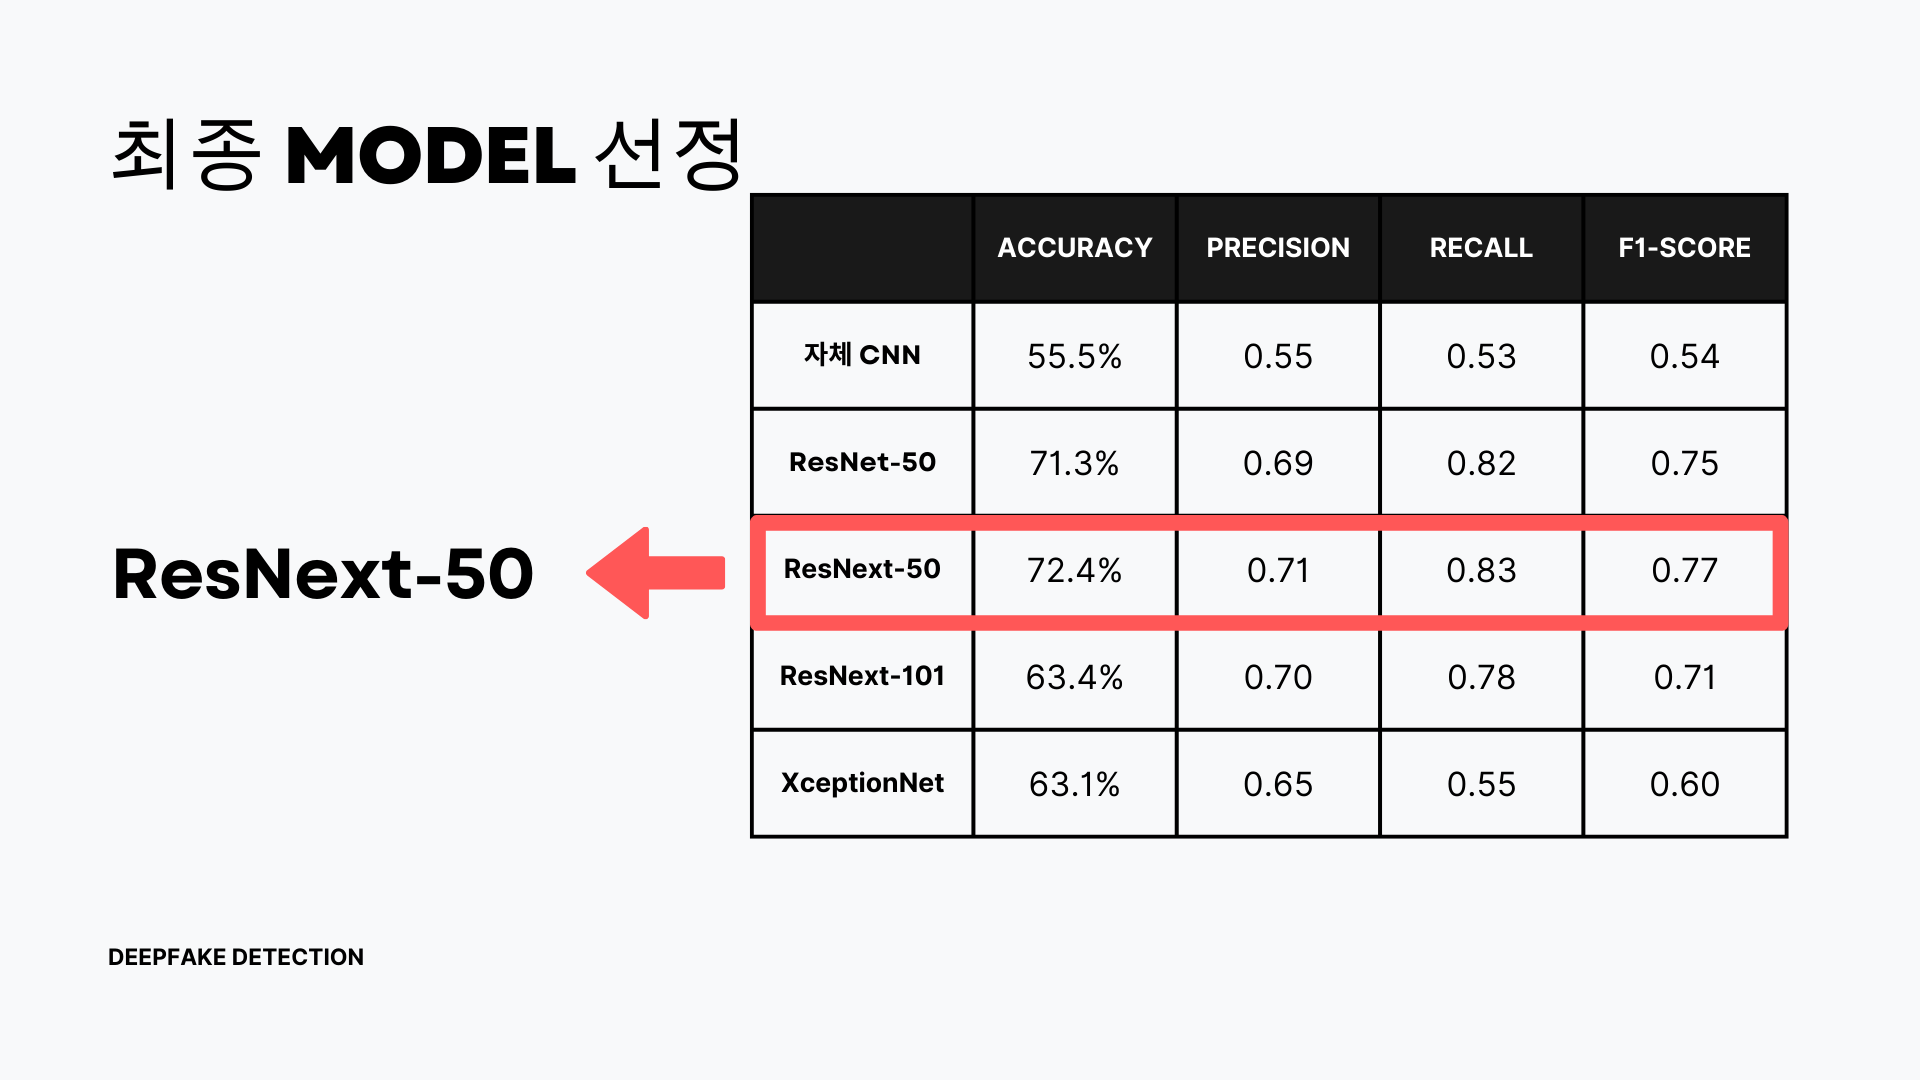 최종 MODEL 선정
ACCURACY PRECISION RECALL F1-SCORE
자체 CNN 55.5% 0.55 0.53 0.54
ResNet-50 71.3% 0.69 0.82 0.75
ResNext-50
ResNext-50 72.4% 0.71 0.83 0.77
ResNext-101 63.4% 0.70 0.78 0.71
XceptionNet 63.1% 0.65 0.55 0.60
DEEPFAKE DETECTION